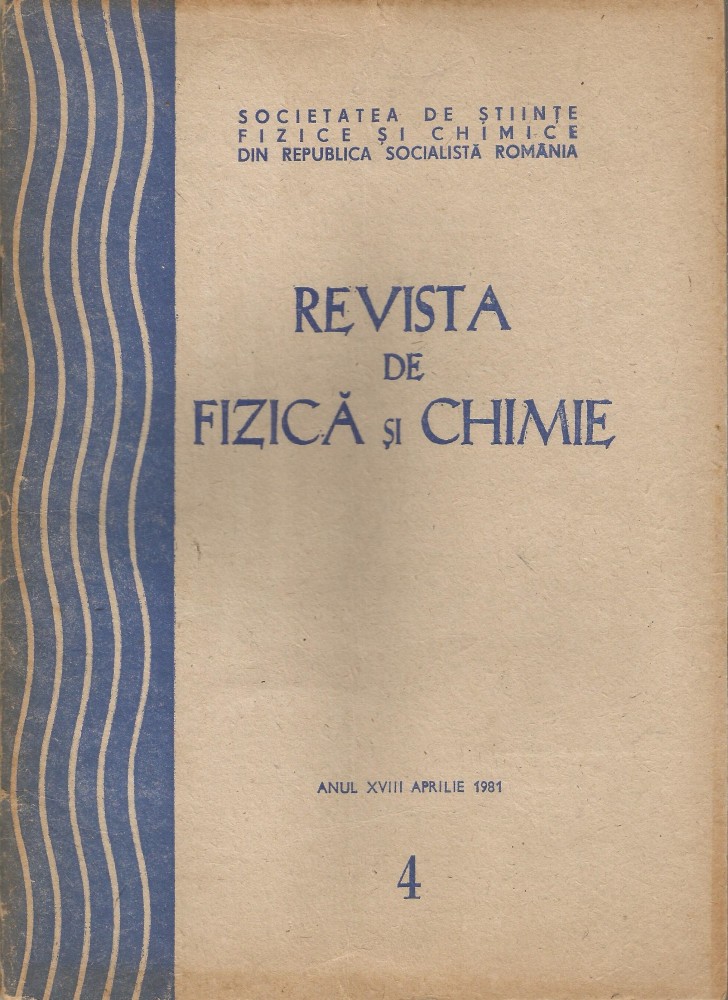 SOCIETATEA DE ȘTIINȚE
FIZICE ȘI CHIMICE
DIN REPUBLICA SOCIALISTĂ ROMÂNIA
REVISTA
DE
FIZICĂ și CHIMIE
ANUL XVIII APRILIE 1981
4